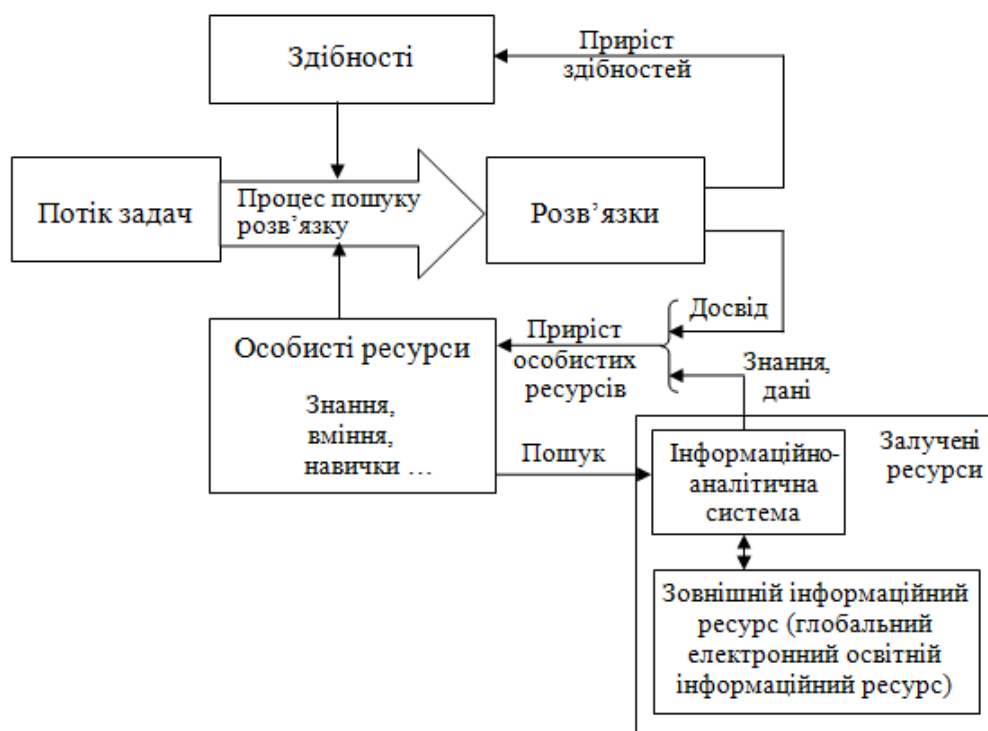 Здібності
Приріст
здібностей
Потік задач
Процес пошуку
розв’язку
Розв’язки
Особисті ресурси
Знання,
вміння,
навички ...
Приріст
особистих
ресурсів
Досвід
Знання,
дані
Пошук
Інформаційно-
аналітична
система
Залучені
ресурси
Зовнішній інформаційний
ресурс (глобальний
електронний освітній
інформаційний ресурс)